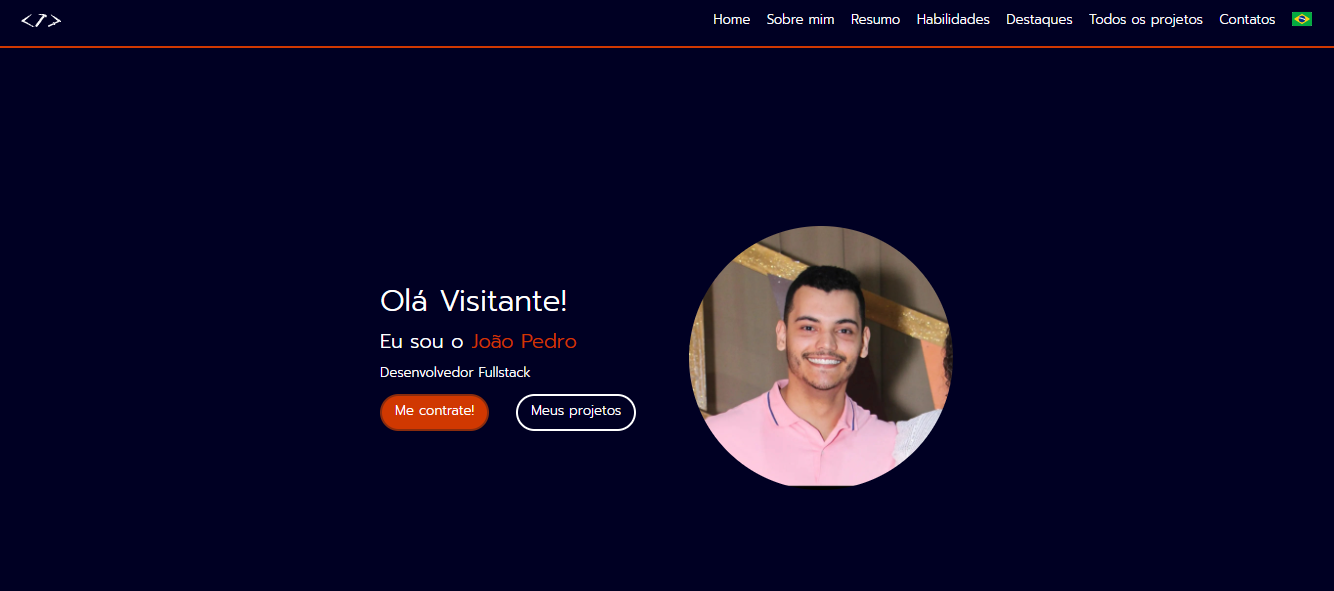 </>
Home Sobre mim Resumo Habilidades Destaques Todos os projetos Contatos
Olá Visitante!
Eu sou o João Pedro
Desenvolvedor Fullstack
Me contrate! Meus projetos